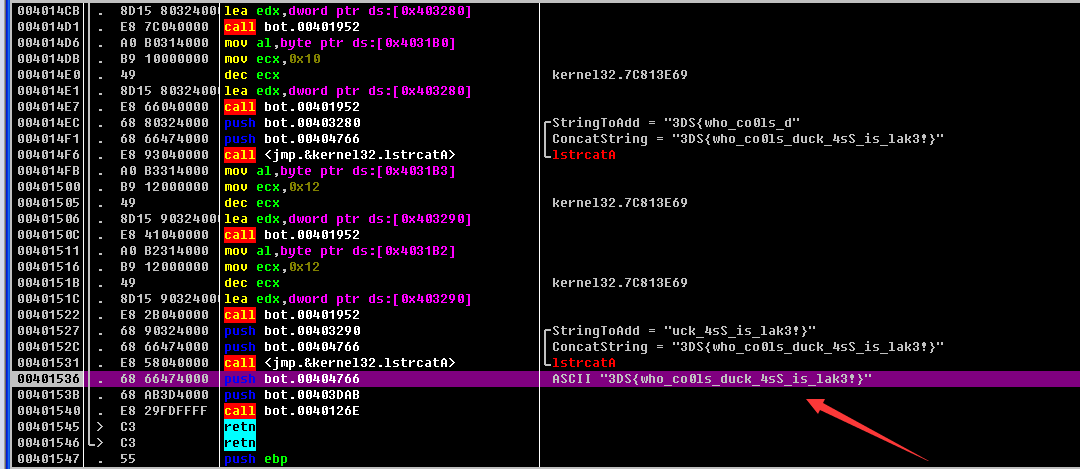 004014CB . 8D15 80324000 lea edx,dword ptr ds:[0x403280]
004014D1 . E8 7C040000 call bot.00401952
004014D6 . A0 B0314000 mov al,byte ptr ds:[0x4031B0]
004014DB . B9 10000000 mov ecx,0x10
004014E0 . 49 dec ecx kernel32.7C813E69
004014E1 . 8D15 80324000 lea edx,dword ptr ds:[0x403280]
004014E7 . E8 66040000 call bot.00401952
004014EC . 68 80324000 push bot.00403280 StringToAdd = "3DS{who_co0ls_d"
004014F1 . 68 66474000 push bot.00404766 ConcatString = "3DS{who_co0ls_duck_4sS_is_lak3!}"
004014F6 . E8 93040000 call <jmp.&kernel32.lstrcatA> lstrcatA
004014FB . A0 B3314000 mov al,byte ptr ds:[0x4031B3]
00401500 . B9 12000000 mov ecx,0x12
00401505 . 49 dec ecx kernel32.7C813E69
00401506 . 8D15 90324000 lea edx,dword ptr ds:[0x403290]
0040150C . E8 41040000 call bot.00401952
00401511 . A0 B2314000 mov al,byte ptr ds:[0x4031B2]
00401516 . B9 12000000 mov ecx,0x12
0040151B . 49 dec ecx kernel32.7C813E69
0040151C . 8D15 90324000 lea edx,dword ptr ds:[0x403290]
00401522 . E8 2B040000 call bot.00401952
00401527 . 68 90324000 push bot.00403290 StringToAdd = "uck_4sS_is_lak3!}"
0040152C . 68 66474000 push bot.00404766 ConcatString = "3DS{who_co0ls_duck_4sS_is_lak3!}"
00401531 . E8 58040000 call <jmp.&kernel32.lstrcatA> lstrcatA
00401536 . 68 66474000 push bot.00404766 ASCII "3DS{who_co0ls_duck_4sS_is_lak3!}"
0040153B . 68 AB3D4000 push bot.00403DAB
00401540 . E8 29FDFFFF call bot.0040126E
00401545 > C3 retn
00401546 > C3 retn
00401547 . 55 push ebp